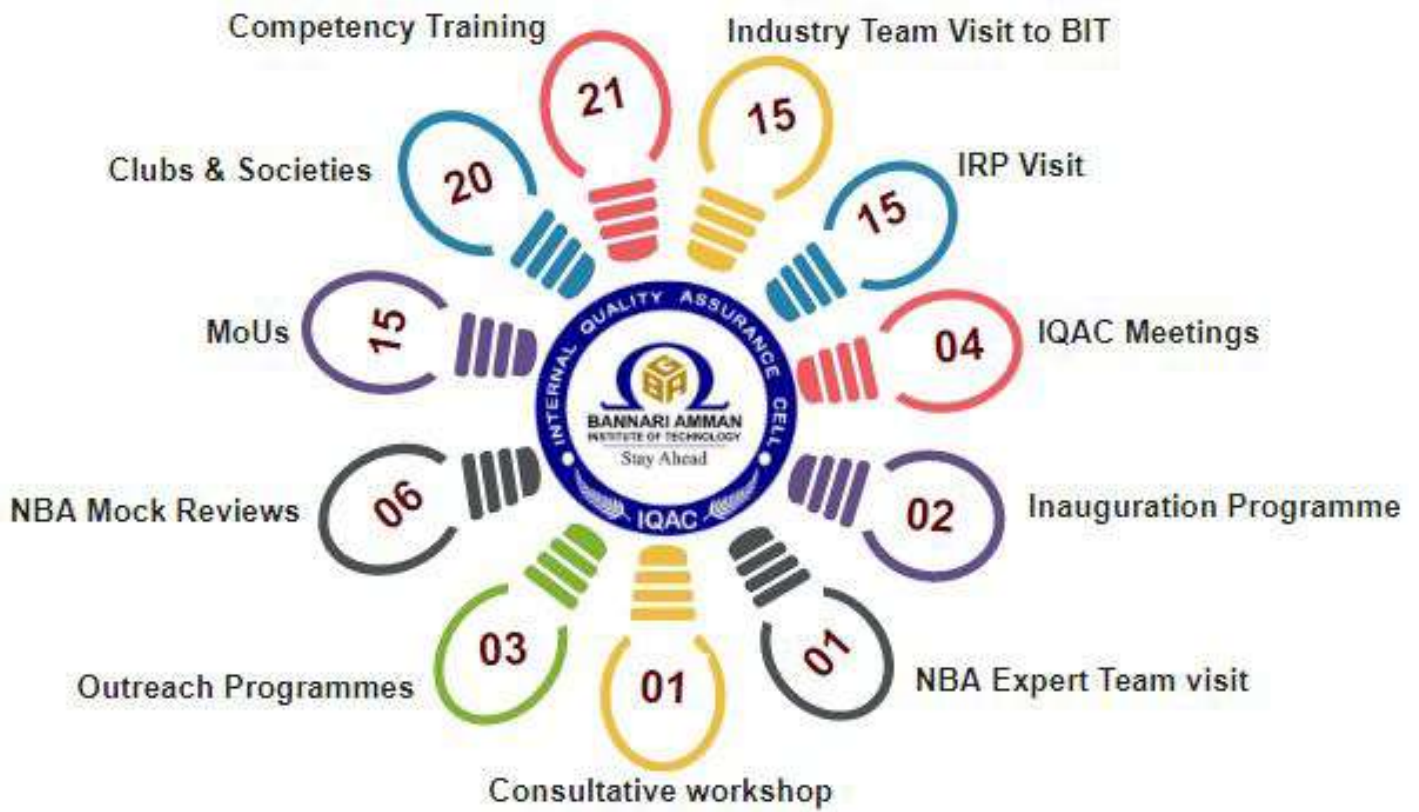 Competency Training
21
Industry Team Visit to BIT
15
IRP Visit
15
IQAC Meetings
04
Inauguration Programme
02
NBA Expert Team visit
01
Consultative workshop
01
Outreach Programmes
03
NBA Mock Reviews
06
MoUs
15
Clubs & Societies
20
INTERNAL QUALITY ASSURANCE CELL
GBA
BANNARI AMMAN
INSTITUTE OF TECHNOLOGY
Stay Ahead
IQAC